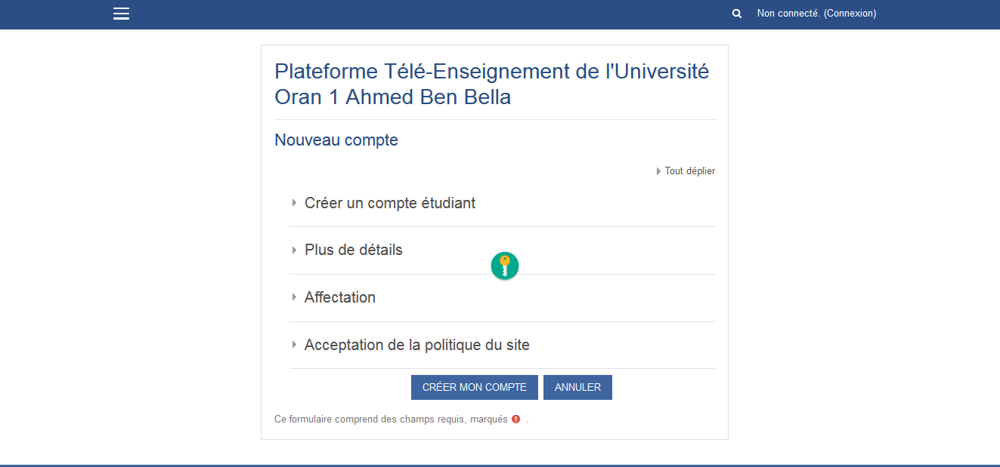 Non connecté. (Connexion)
Plateforme Télé-Enseignement de l'Université
Oran 1 Ahmed Ben Bella
Nouveau compte
Tout déplier
Créer un compte étudiant
Plus de détails
Affectation
Acceptation de la politique du site
CRÉER MON COMPTE
ANNULER
Ce formulaire comprend des champs requis, marqués .